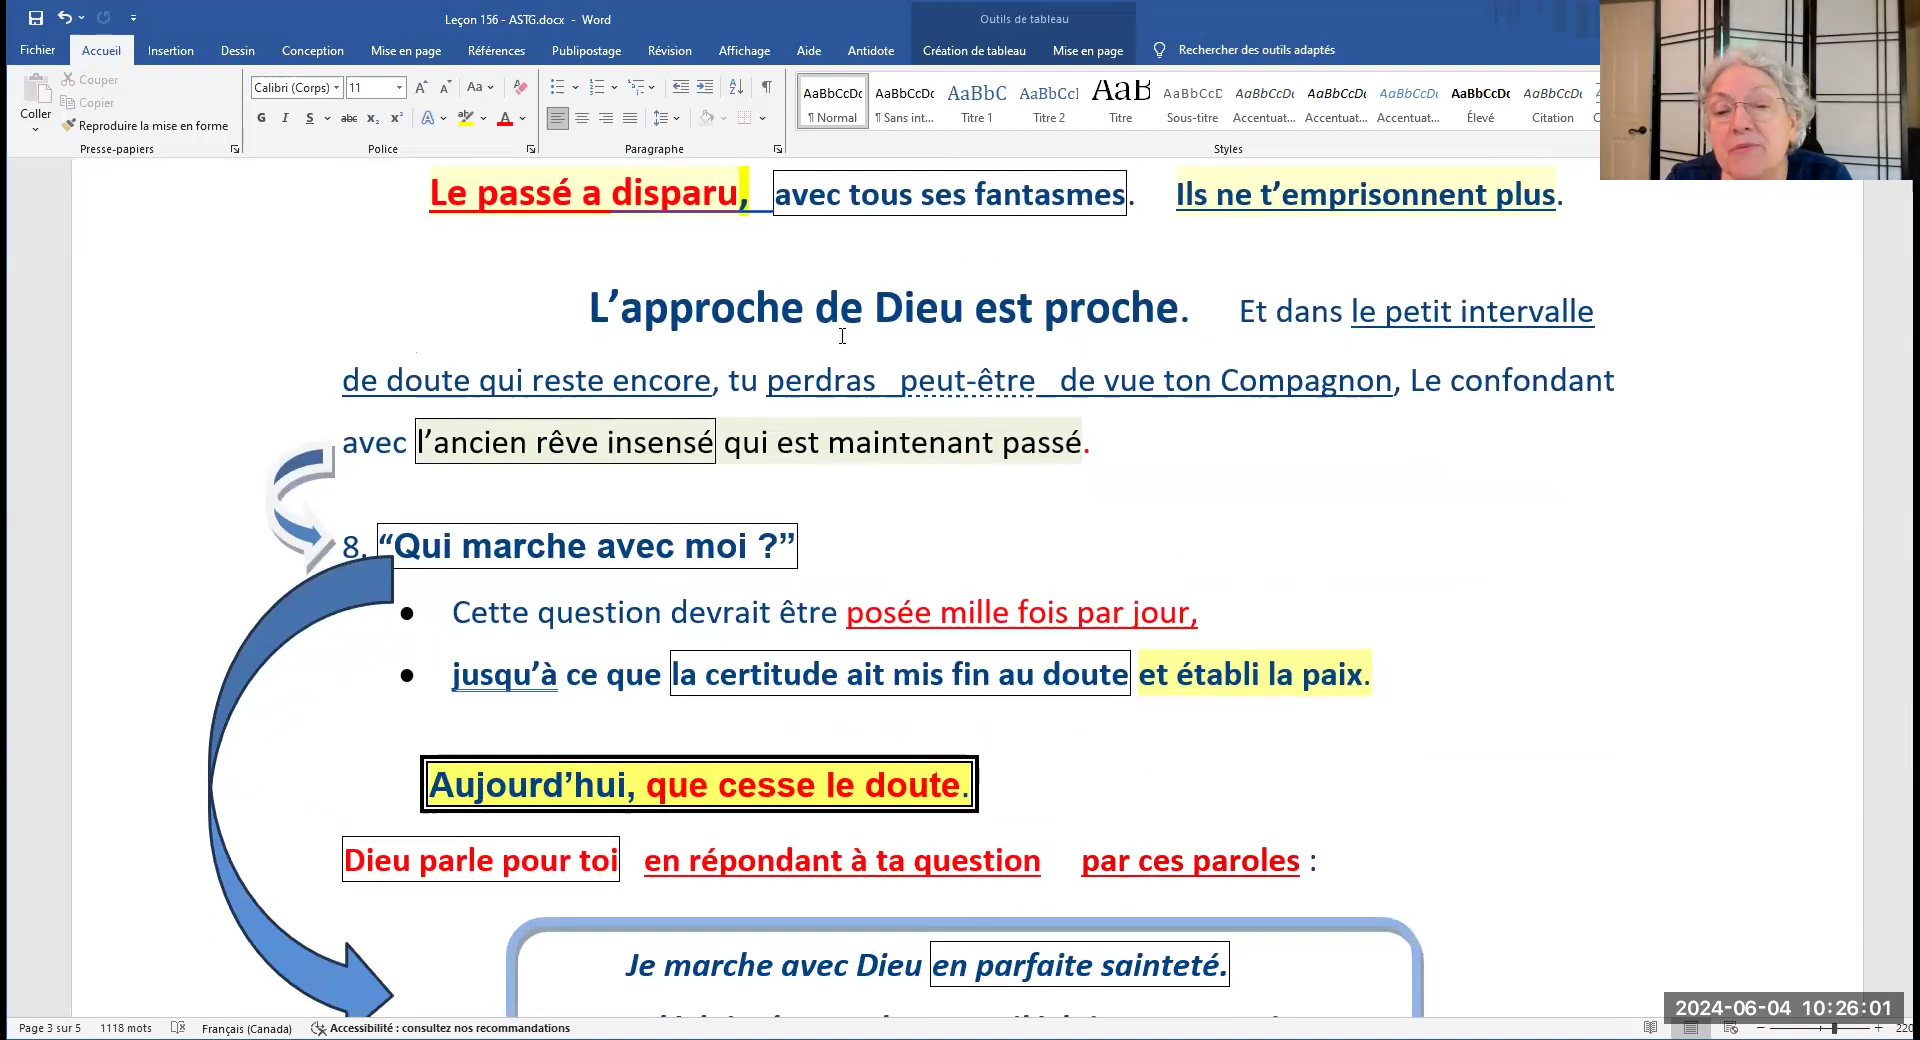 Leçon 156 - ASTG.docx - Word
Outils de tableau
Fichier Accueil Insertion Dessin Conception Mise en page Références Publipostage Révision Affichage Aide Antidote Création de tableau Mise en page Rechercher des outils adaptés
Coller
Couper
Copier
Reproduire la mise en forme
Presse-papiers
Calibri (Corps) 11
G I S abc x₂ x²
Police
Paragraphe
AaBbCcDc AaBbCcDc AaBbC AaBbCcI AaB AaBbCcD AaBbCcDc AaBbCcDc AaBbCcDc AaBbCcDc AaBbCcDc
¶ Normal ¶ Sans int... Titre 1 Titre 2 Titre Sous-titre Accentuat... Accentuat... Accentuat... Élevé Citation
Styles
Le passé a disparu, avec tous ses fantasmes. Ils ne t’emprisonnent plus.
L’approche de Dieu est proche. Et dans le petit intervalle
de doute qui reste encore, tu perdras peut-être de vue ton Compagnon, Le confondant
avec l’ancien rêve insensé qui est maintenant passé.
8. “Qui marche avec moi ?”
• Cette question devrait être posée mille fois par jour,
• jusqu’à ce que la certitude ait mis fin au doute et établi la paix.
Aujourd’hui, que cesse le doute.
Dieu parle pour toi en répondant à ta question par ces paroles :
Je marche avec Dieu en parfaite sainteté.
2024-06-04 10:26:01
Page 3 sur 5 1118 mots Français (Canada) Accessibilité : consultez nos recommandations